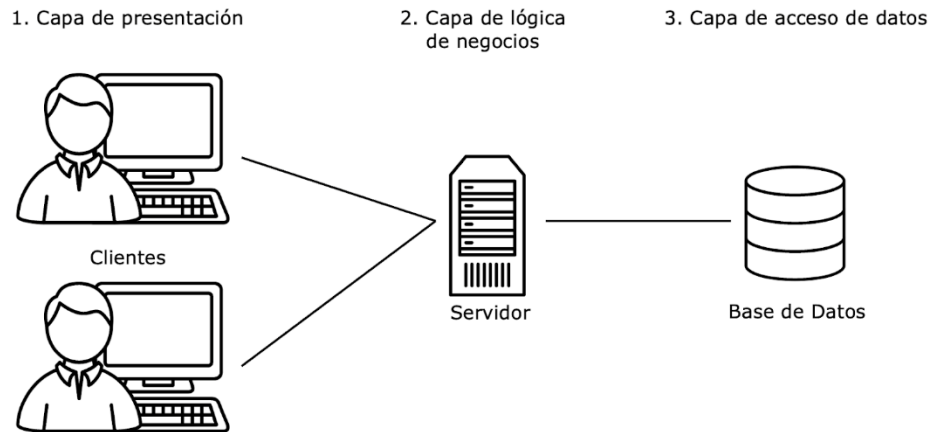 1. Capa de presentación
2. Capa de lógica
de negocios
3. Capa de acceso de datos
Clientes
Servidor
Base de Datos